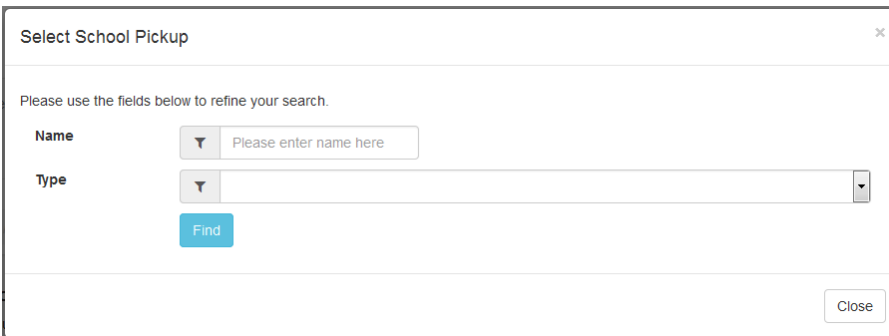 Select School Pickup
×
Please use the fields below to refine your search.
Name
Please enter name here
Type
Find
Close